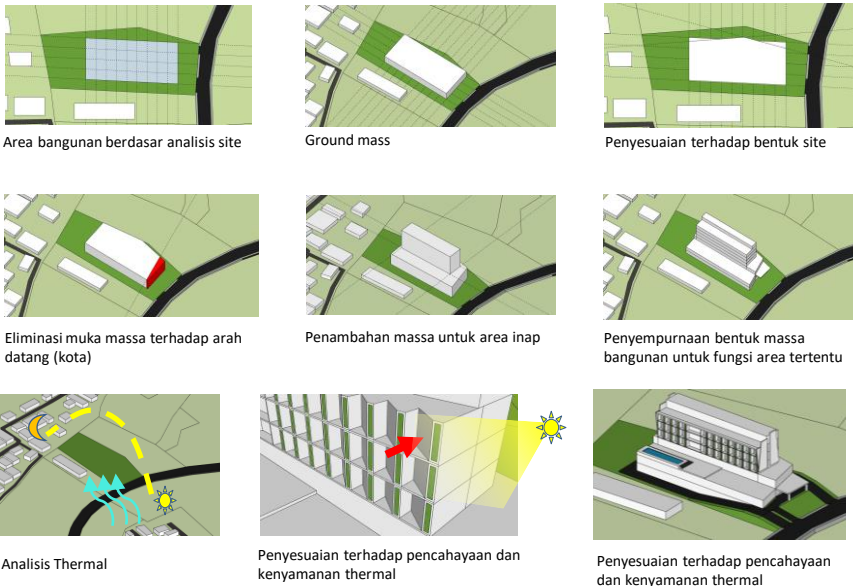 Area bangunan berdasar analisis site
Ground mass
Penyesuaian terhadap bentuk site
Eliminasi muka massa terhadap arah
datang (kota)
Penambahan massa untuk area inap
Penyempurnaan bentuk massa
bangunan untuk fungsi area tertentu
Analisis Thermal
Penyesuaian terhadap pencahayaan dan
kenyamanan thermal
Penyesuaian terhadap pencahayaan
dan kenyamanan thermal